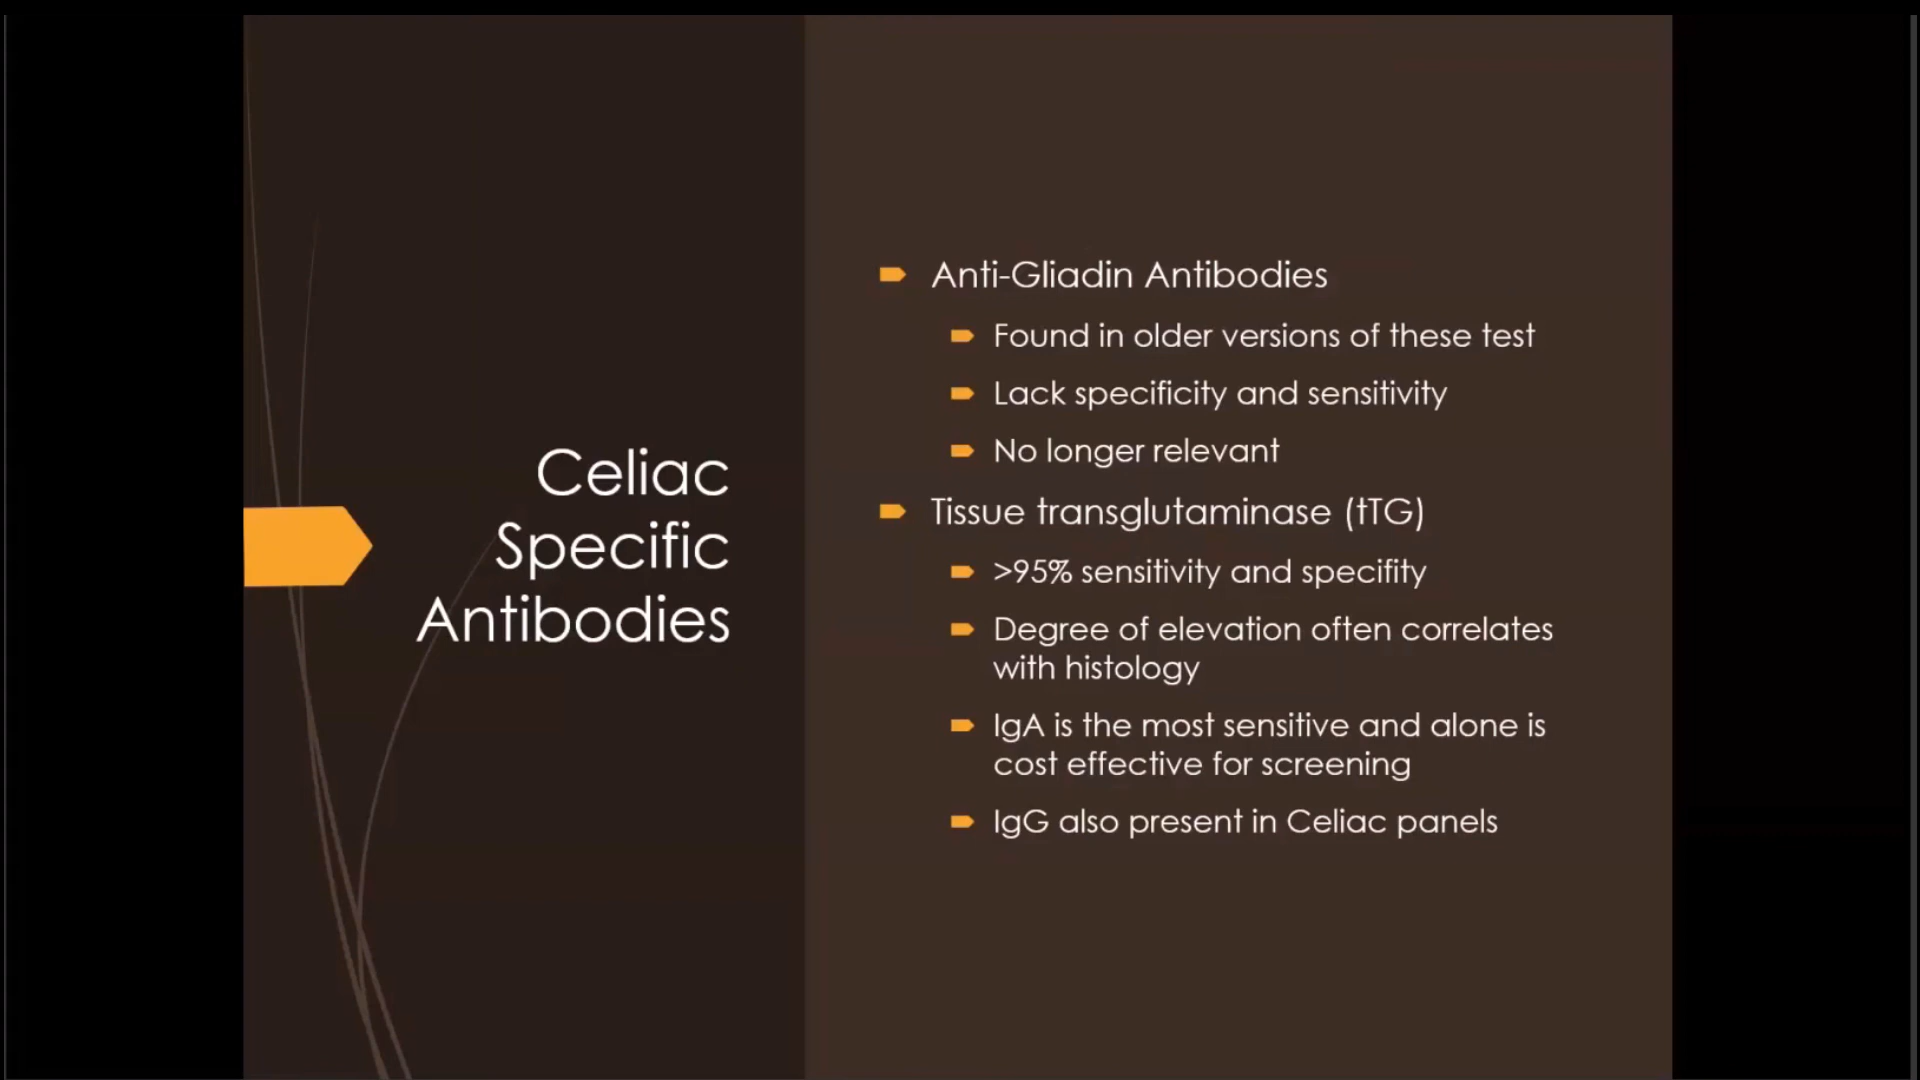 Celiac
Specific
Antibodies
Anti-Gliadin Antibodies
Found in older versions of these test
Lack specificity and sensitivity
No longer relevant
Tissue transglutaminase (tTG)
>95% sensitivity and specifity
Degree of elevation often correlates
with histology
IgA is the most sensitive and alone is
cost effective for screening
IgG also present in Celiac panels